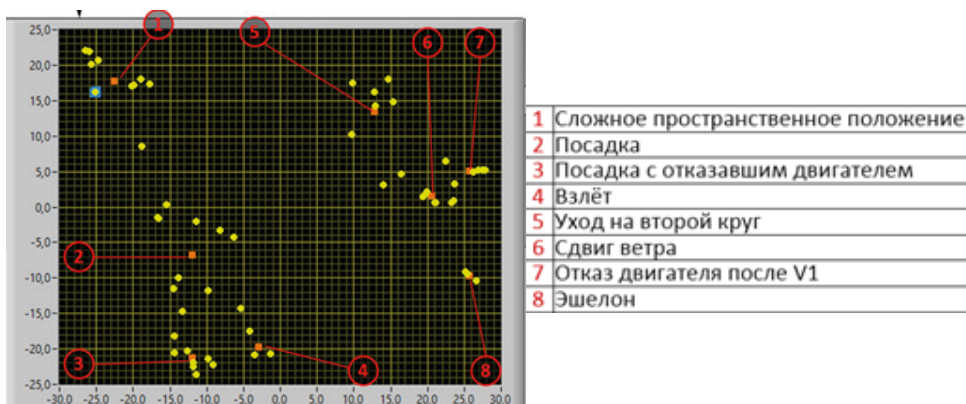 1
5
6
7
25,0
20,0
15,0
10,0
5,0
0,0
-5,0
-10,0
-15,0
-20,0
-25,0
2
3
4
8
-30,0 -25,0 -20,0 -15,0 -10,0 -5,0 0,0 5,0 10,0 15,0 20,0 25,0 30,0
1 Сложное пространственное положение
2 Посадка
3 Посадка с отказавшим двигателем
4 Взлёт
5 Уход на второй круг
6 Сдвиг ветра
7 Отказ двигателя после V1
8 Эшелон